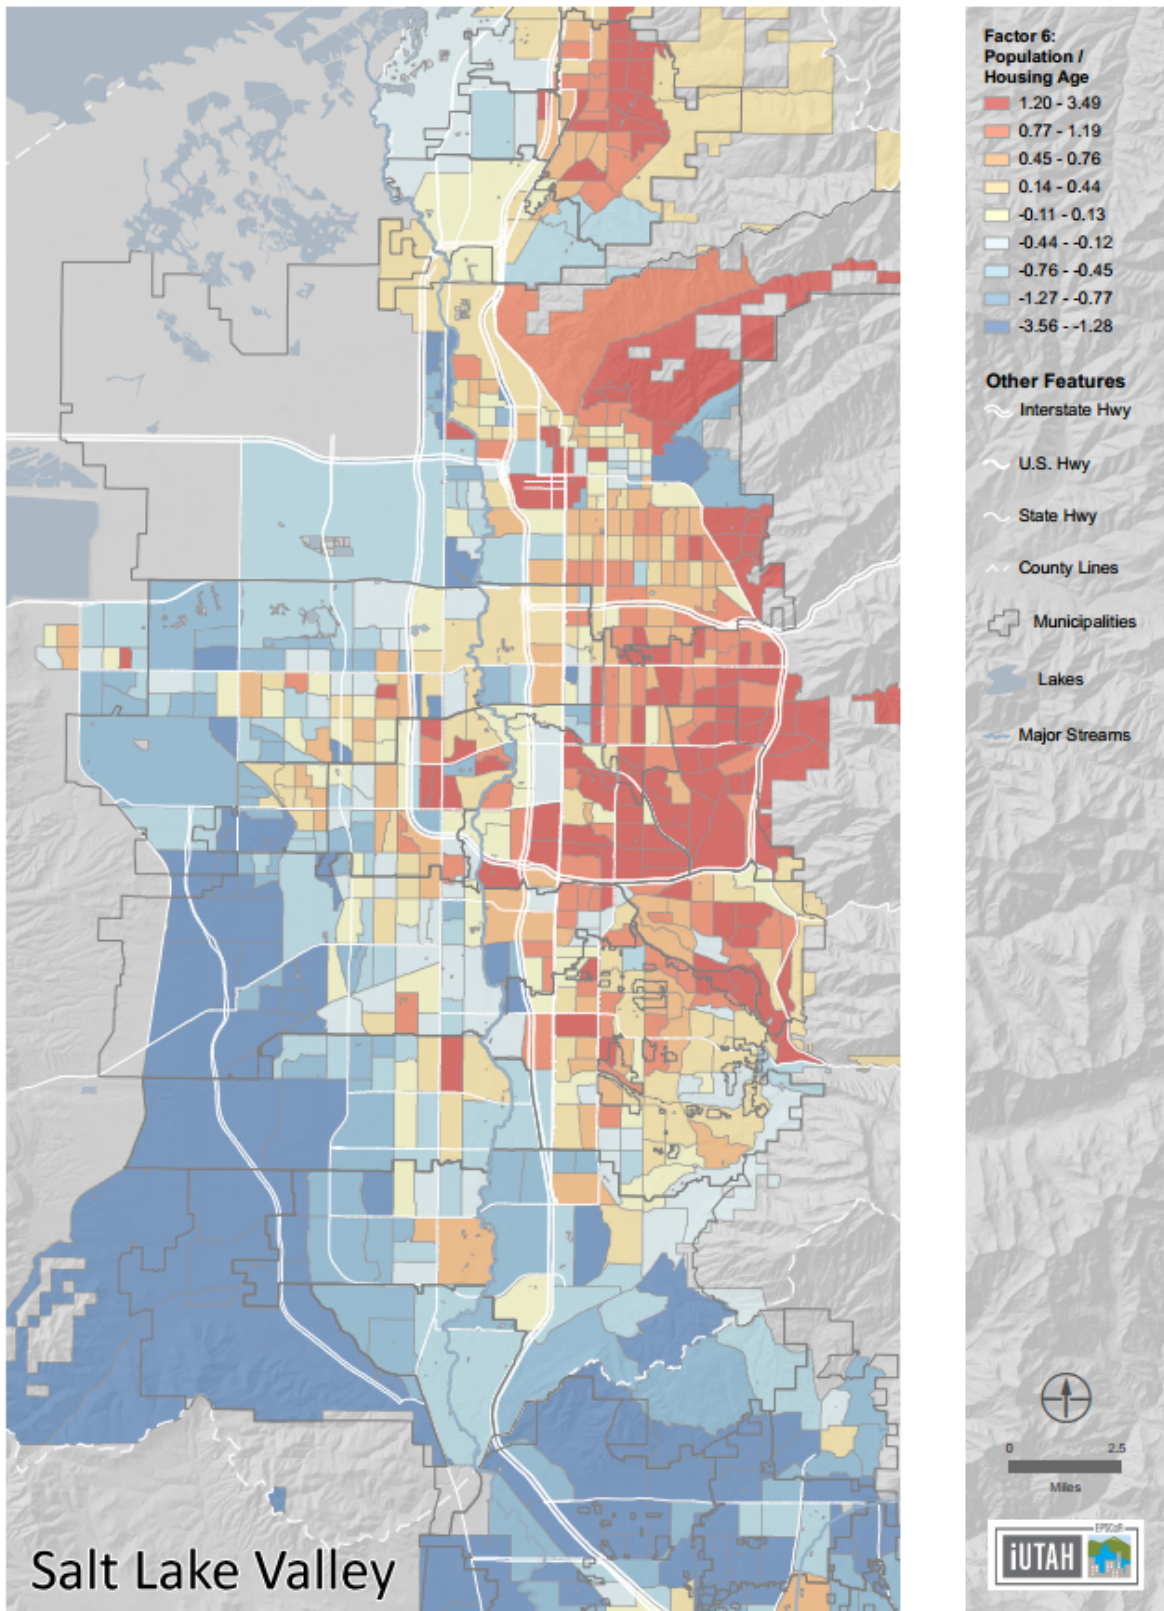 Factor 6:
Population /
Housing Age
1.20 - 3.49
0.77 - 1.19
0.45 - 0.76
0.14 - 0.44
-0.11 - 0.13
-0.44 - -0.12
-0.76 - -0.45
-1.27 - -0.77
-3.56 - -1.28
Other Features
Interstate Hwy
U.S. Hwy
State Hwy
County Lines
Municipalities
Lakes
Major Streams
0 2.5
Miles
EPSCoR
iUTAH
Salt Lake Valley